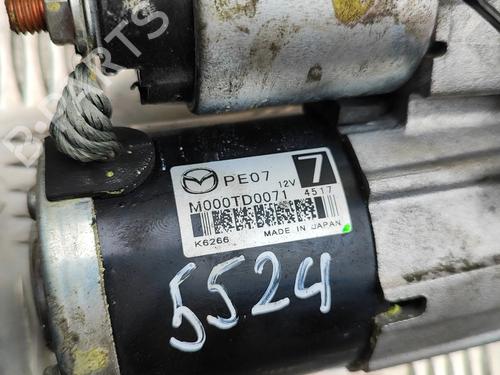 PE07 12V 7
M000TD0071 4517
K6266 MADE IN JAPAN
5524
B-PARTS